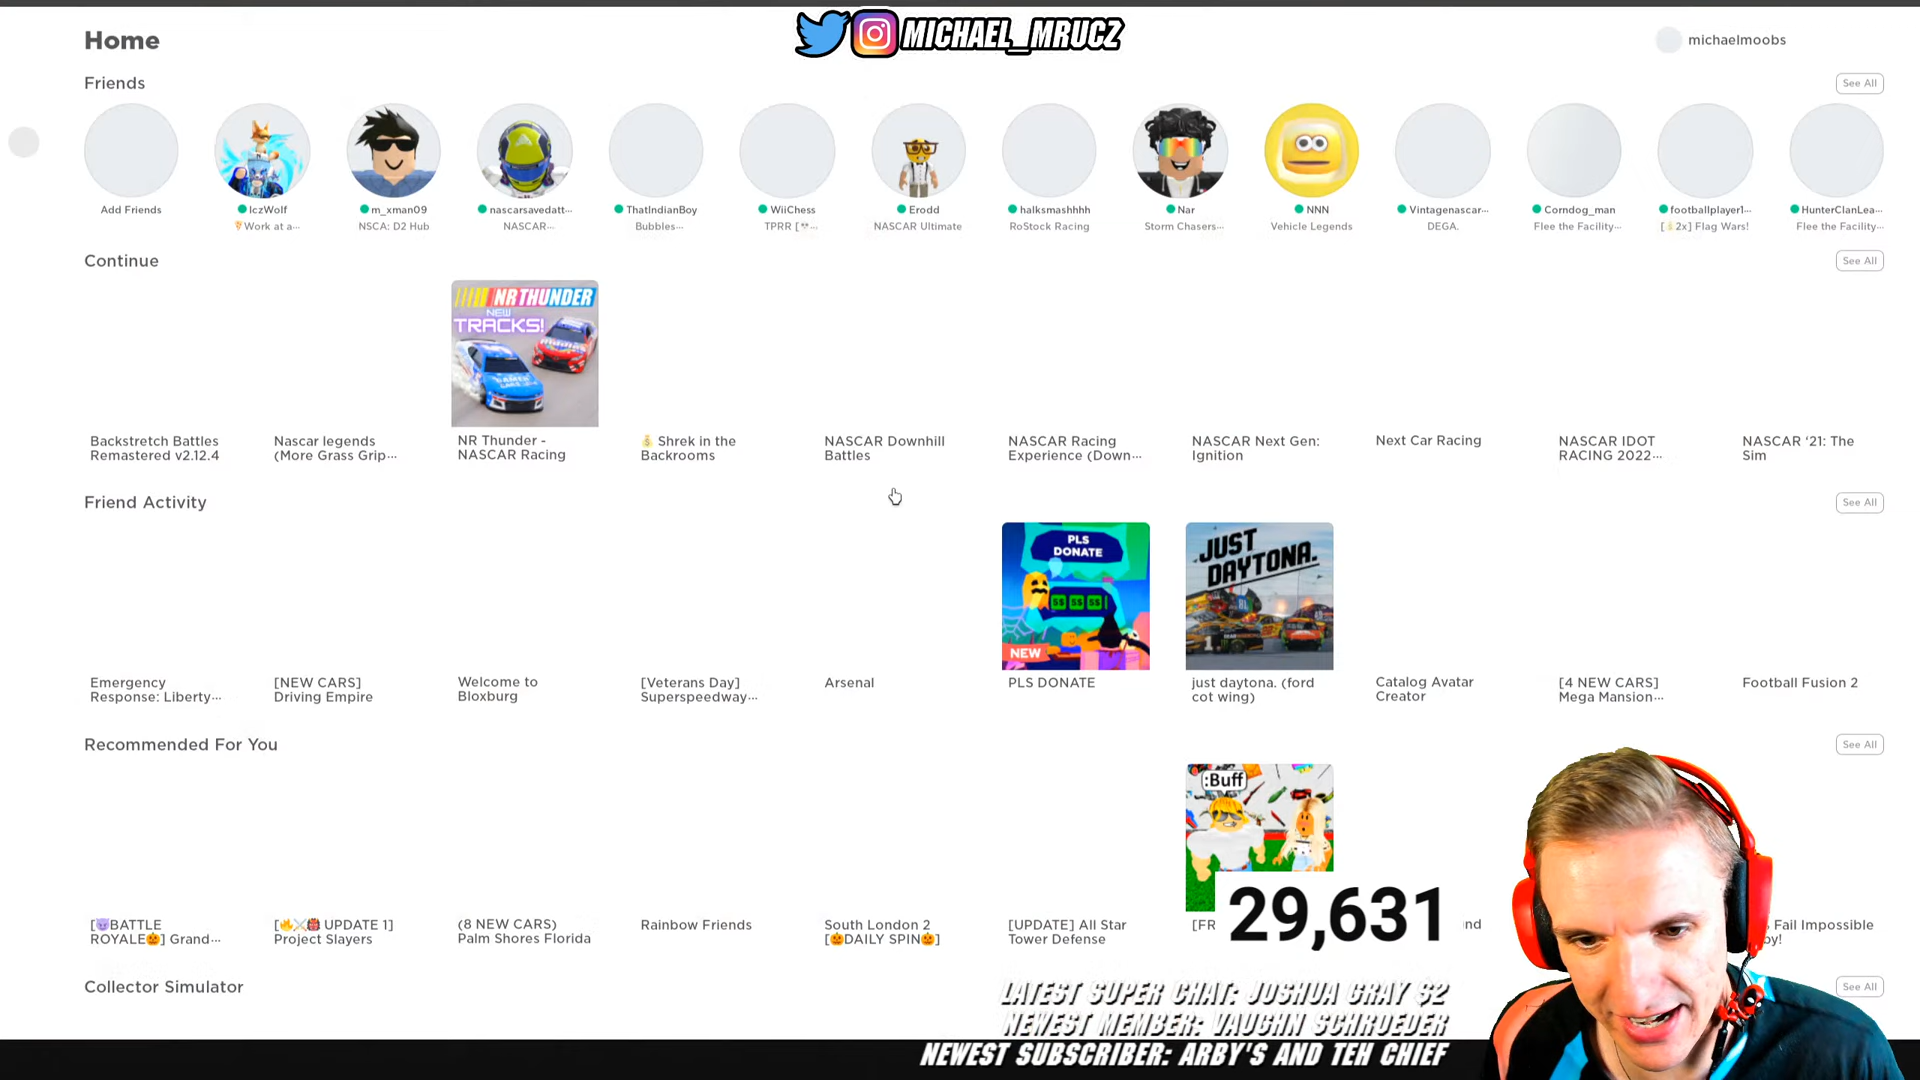 MICHAEL_MRUCZ
Home
michaelmoobs
Friends
See All
Add Friends
IczWolf
Work at a...
m_xman09
NSCA: D2 Hub
nascarsavedatt...
NASCAR...
ThatIndianBoy
Bubbles...
WiiChess
TPRR [...
Erodd
NASCAR Ultimate
halksmashhhh
RoStock Racing
Nar
Storm Chasers...
NNN
Vehicle Legends
Vintagenascar...
DEGA.
Corndog_man
Flee the Facility...
footballplayer1...
[💰2x] Flag Wars!
HunterClanLea...
Flee the Facility...
Continue
See All
NR THUNDER
NEW
TRACKS!
Backstretch Battles
Remastered v2.12.4
Nascar legends
(More Grass Grip...
NR Thunder -
NASCAR Racing
💰 Shrek in the
Backrooms
NASCAR Downhill
Battles
NASCAR Racing
Experience (Down...
NASCAR Next Gen:
Ignition
Next Car Racing
NASCAR IDOT
RACING 2022...
NASCAR '21: The
Sim
Friend Activity
See All
PLS
DONATE
NEW
JUST
DAYTONA.
Emergency
Response: Liberty...
[NEW CARS]
Driving Empire
Welcome to
Bloxburg
[Veterans Day]
Superspeedway...
Arsenal
PLS DONATE
just daytona. (ford
cot wing)
Catalog Avatar
Creator
[4 NEW CARS]
Mega Mansion...
Football Fusion 2
Recommended For You
See All
:Buff
[😈BATTLE
ROYALE🎃] Grand...
[🔥⚔️👹 UPDATE 1]
Project Slayers
(8 NEW CARS)
Palm Shores Florida
Rainbow Friends
South London 2
[🎃DAILY SPIN🎃]
[UPDATE] All Star
Tower Defense
[FR
29,631
nd
Fail Impossible
by!
Collector Simulator
See All
LATEST SUPER CHAT: JOSHUA GRAY $2
NEWEST MEMBER: VAUGHN SCHROEDER
NEWEST SUBSCRIBER: ARBY'S AND TEH CHIEF